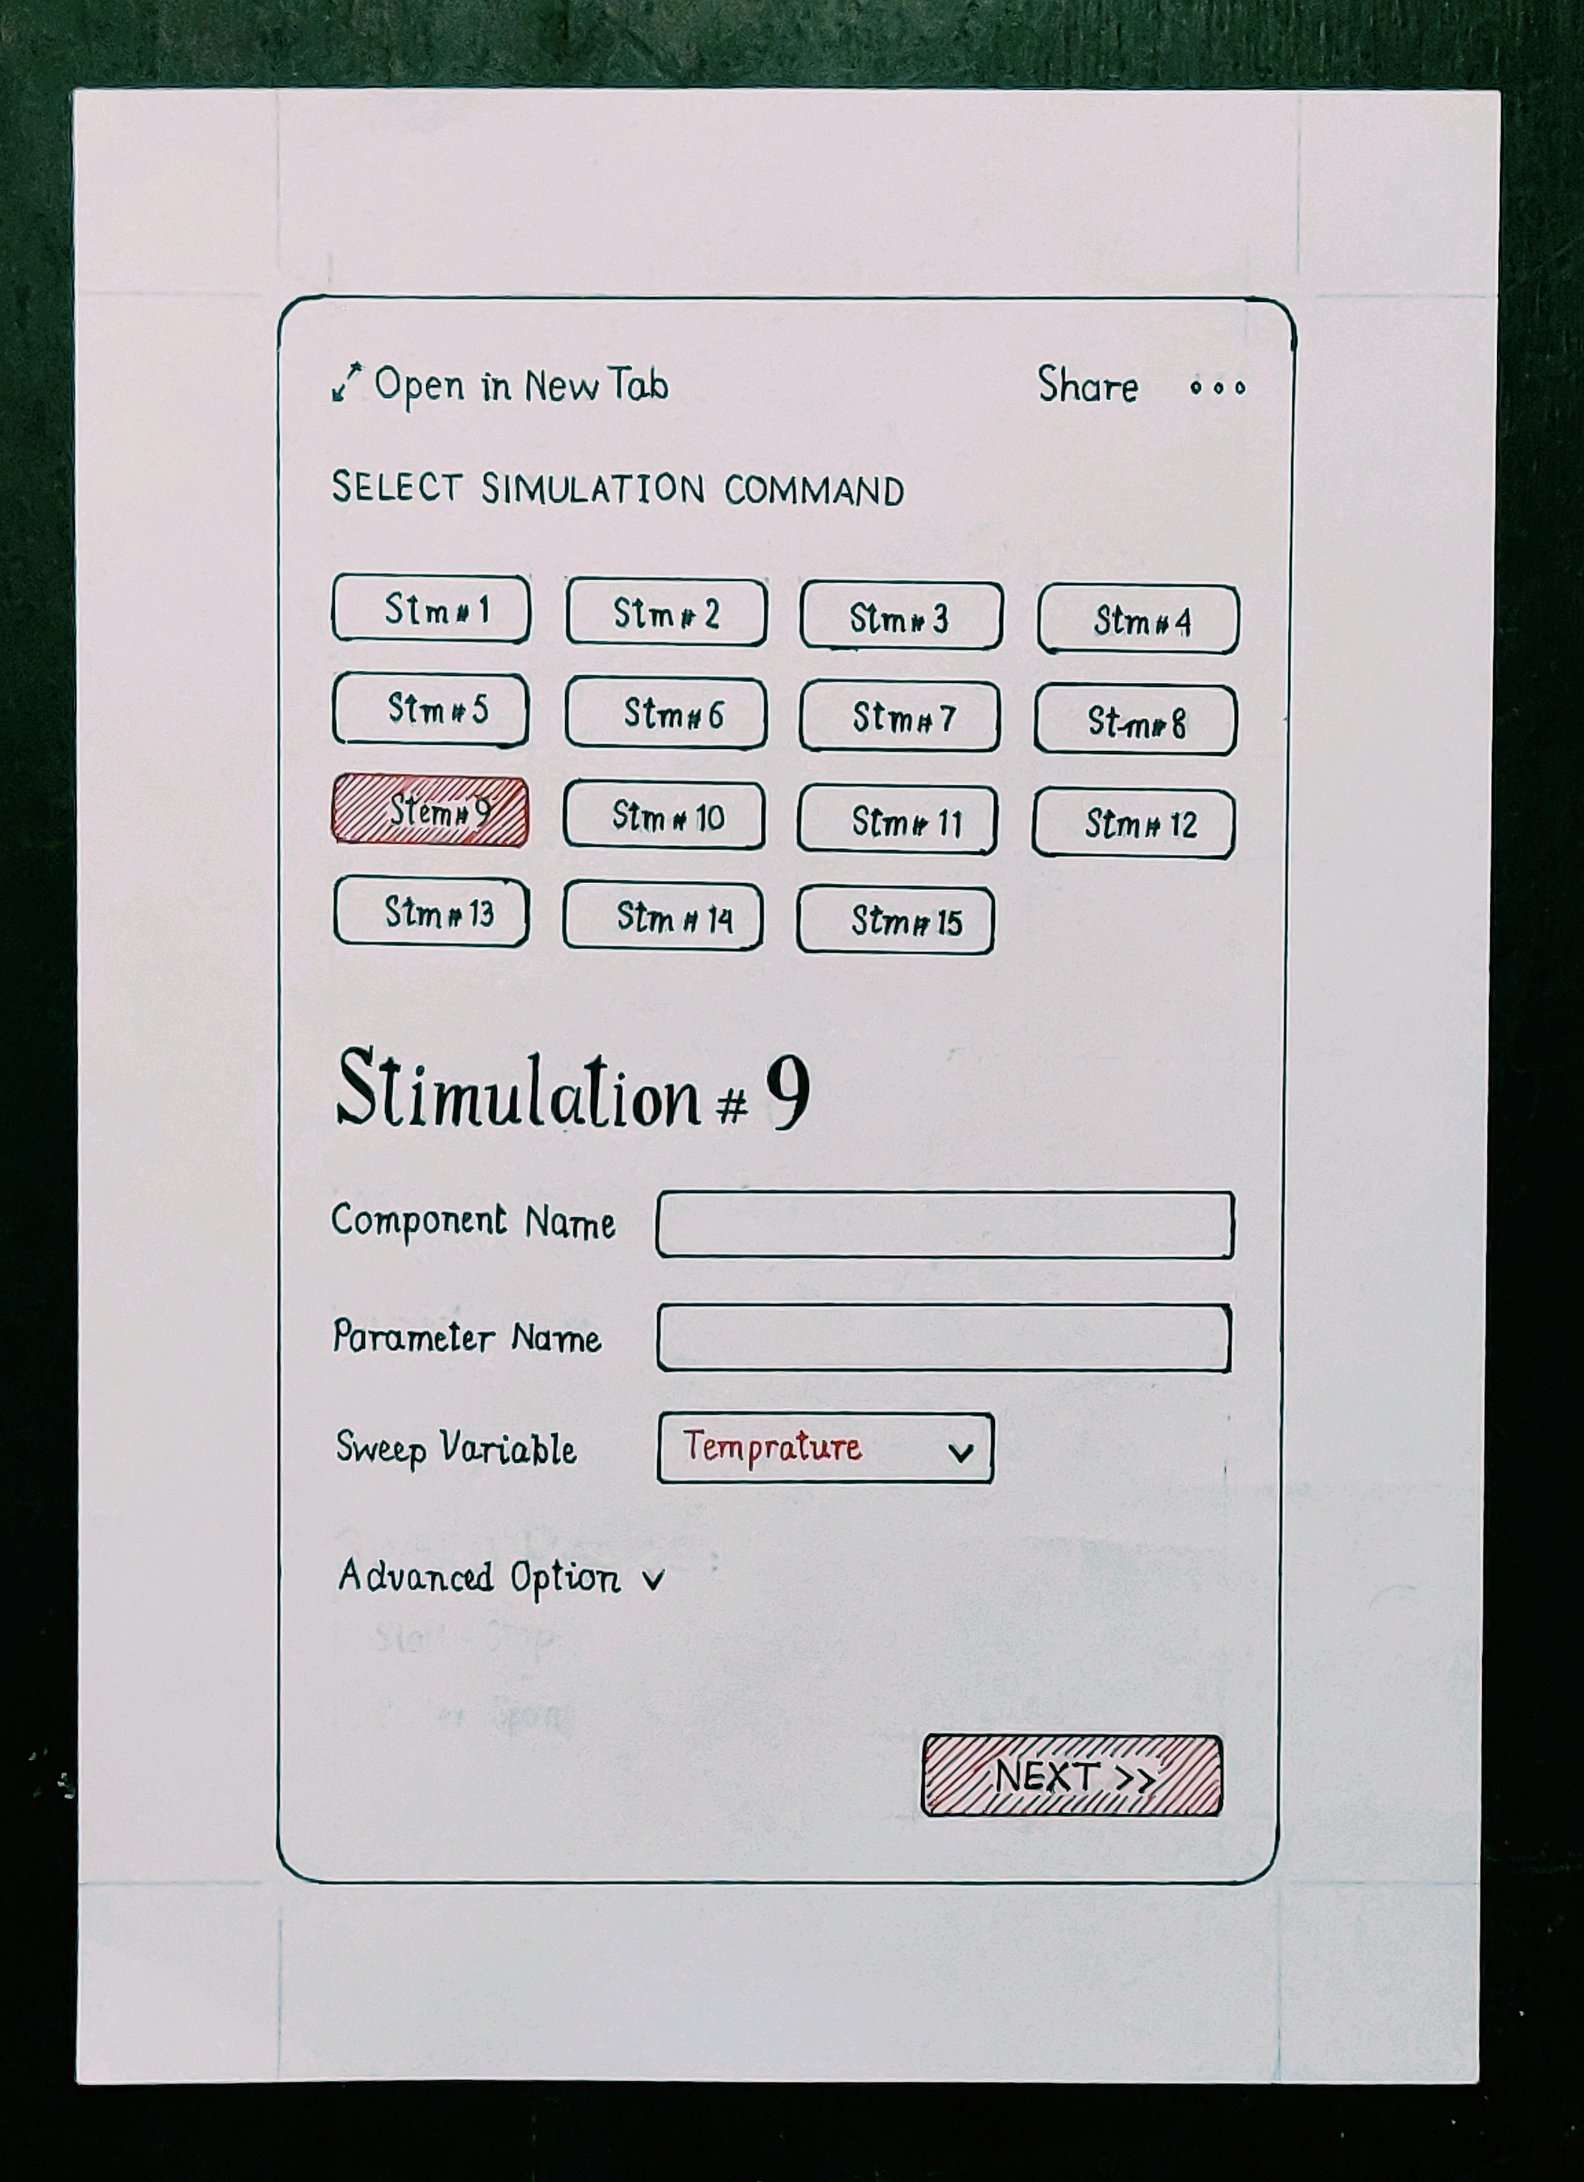 Open in New Tab Share
SELECT SIMULATION COMMAND
Stm # 1 Stm # 2 Stm # 3 Stm # 4
Stm # 5 Stm # 6 Stm # 7 Stm # 8
Stem # 9 Stm # 10 Stm # 11 Stm # 12
Stm # 13 Stm # 14 Stm # 15
Stimulation # 9
Component Name
Parameter Name
Sweep Variable Temprature
Advanced Option
NEXT >>